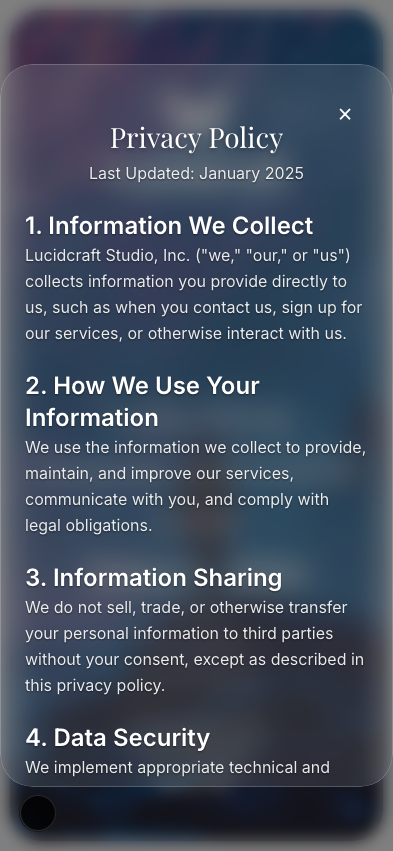 ×
Privacy Policy
Last Updated: January 2025
1. Information We Collect
Lucidcraft Studio, Inc. ("we," "our," or "us")
collects information you provide directly to
us, such as when you contact us, sign up for
our services, or otherwise interact with us.
2. How We Use Your
Information
We use the information we collect to provide,
maintain, and improve our services,
communicate with you, and comply with
legal obligations.
3. Information Sharing
We do not sell, trade, or otherwise transfer
your personal information to third parties
without your consent, except as described in
this privacy policy.
4. Data Security
We implement appropriate technical and